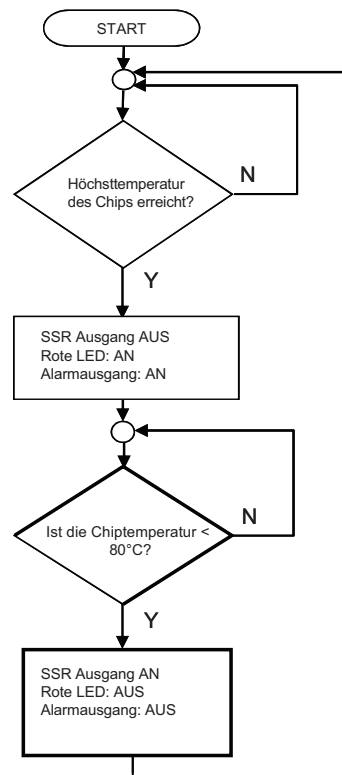 START
Höchsttemperatur
des Chips erreicht?
N
Y
SSR Ausgang AUS
Rote LED: AN
Alarmausgang: AN
Ist die Chiptemperatur <
80°C?
N
Y
SSR Ausgang AN
Rote LED: AUS
Alarmausgang: AUS